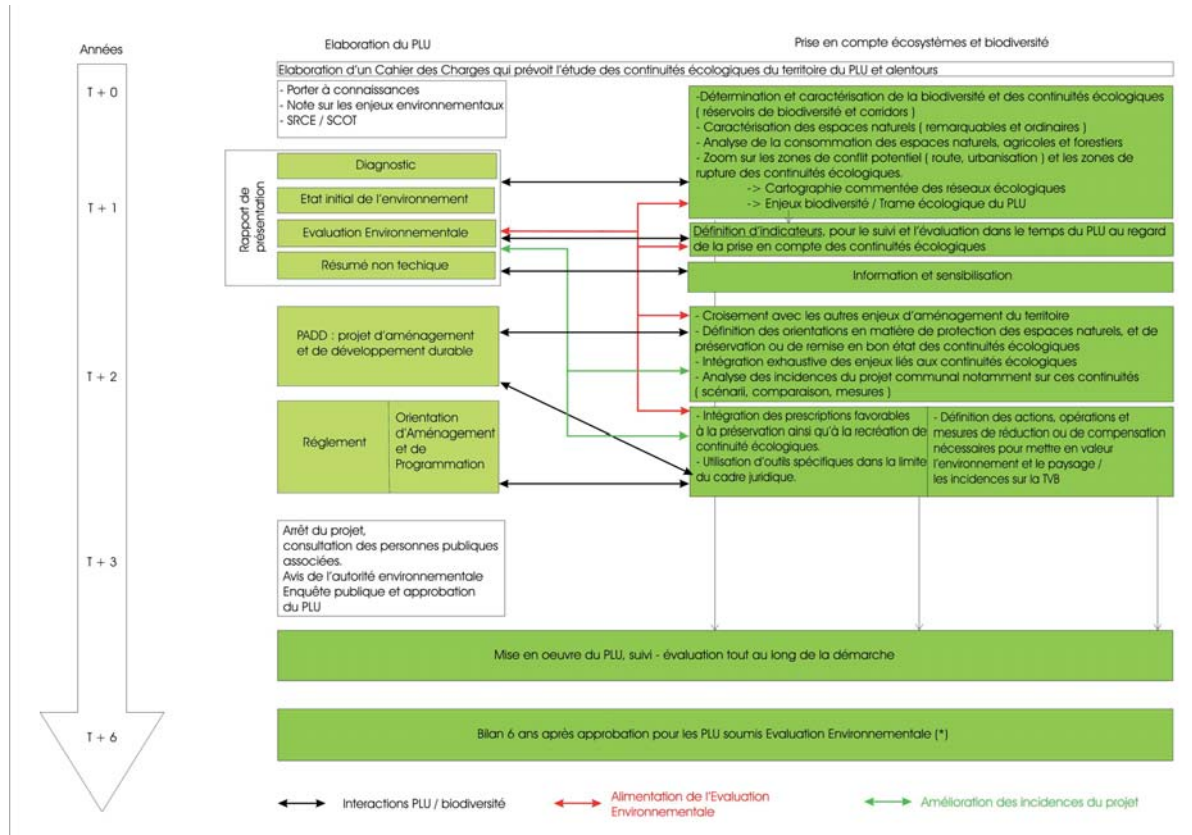 Années
T + 0
T + 1
T + 2
T + 3
T + 6
Elaboration du PLU
Prise en compte écosystèmes et biodiversité
Elaboration d'un Cahier des Charges qui prévoit l'étude des continuités écologiques du territoire du PLU et alentours
- Porter à connaissances
- Note sur les enjeux environnementaux
- SRCE / SCOT
-Détermination et caractérisation de la biodiversité et des continuités écologiques
( réservoirs de biodiversité et corridors )
- Caractérisation des espaces naturels ( remarquables et ordinaires )
- Analyse de la consommation des espaces naturels, agricoles et forestiers
- Zoom sur les zones de conflit potentiel ( route, urbanisation ) et les zones de
rupture des continuités écologiques.
-> Cartographie commentée des réseaux écologiques
-> Enjeux biodiversité / Trame écologique du PLU
Rapport de
présentation
Diagnostic
Etat initial de l'environnement
Evaluation Environnementale
Résumé non techique
Définition d'indicateurs, pour le suivi et l'évaluation dans le temps du PLU au regard
de la prise en compte des continuités écologiques
Information et sensibilisation
PADD : projet d'aménagement
et de développement durable
- Croisement avec les autres enjeux d'aménagement du territoire
- Définition des orientations en matière de protection des espaces naturels, et de
préservation ou de remise en bon état des continuités écologiques
- Intégration exhaustive des enjeux liés aux continuités écologiques
- Analyse des incidences du projet communal notamment sur ces continuités
( scénarii, comparaison, mesures )
Réglement
Orientation
d'Aménagement
et de
Programmation
- Intégration des prescriptions favorables
à la préservation ainsi qu'à la recréation de
continuité écologiques.
- Utilisation d'outils spécifiques dans la limite
du cadre juridique.
- Définition des actions, opérations et
mesures de réduction ou de compensation
nécessaires pour mettre en valeur
l'environnement et le paysage /
les incidences sur la TVB
Arrêt du projet,
consultation des personnes publiques
associées.
Avis de l'autorité environnementale
Enquête publique et approbation
du PLU
Mise en oeuvre du PLU, suivi - évaluation tout au long de la démarche
Bilan 6 ans après approbation pour les PLU soumis Evaluation Environnementale (*)
Interactions PLU / biodiversité
Alimentation de l'Evaluation
Environnementale
Amélioration des incidences du projet